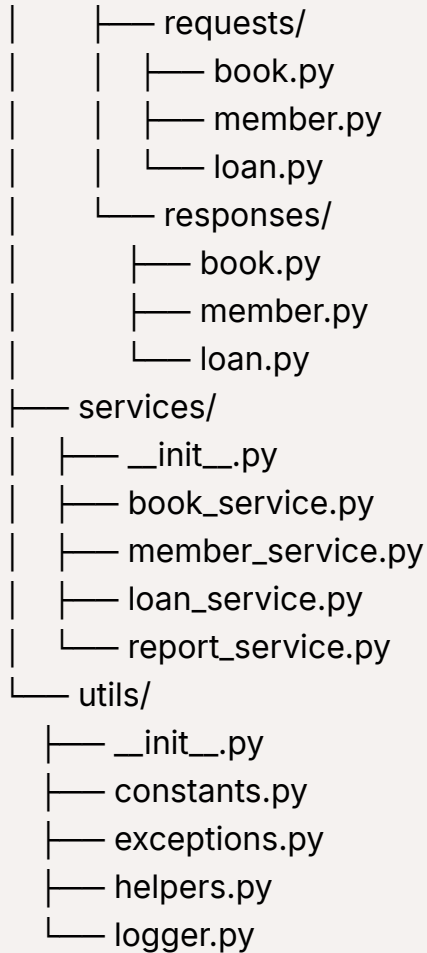 │       ├── requests/
│       │   ├── book.py
│       │   ├── member.py
│       │   └── loan.py
│       └── responses/
│           ├── book.py
│           ├── member.py
│           └── loan.py
├── services/
│   ├── __init__.py
│   ├── book_service.py
│   ├── member_service.py
│   ├── loan_service.py
│   └── report_service.py
└── utils/
    ├── __init__.py
    ├── constants.py
    ├── exceptions.py
    ├── helpers.py
    └── logger.py